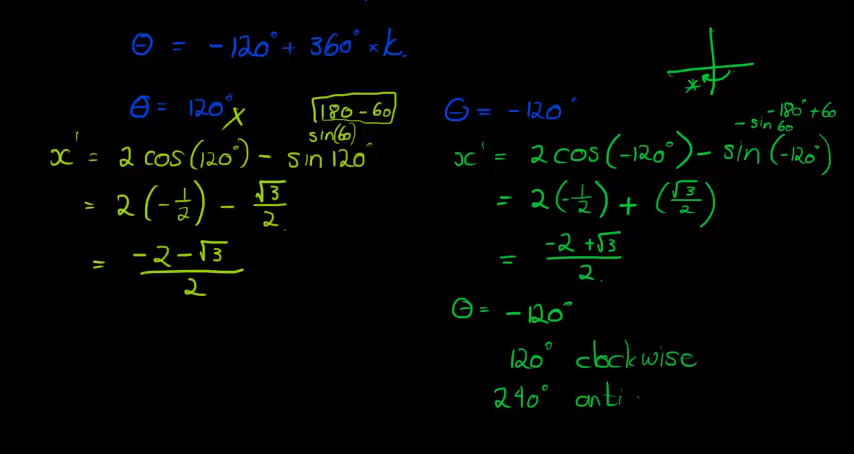 θ = -120° + 360° × k.
θ = 120° x
180 - 60
sin(60)
x' = 2 cos(120°) - sin 120°
= 2(-1/2) - √3/2.
= (-2 - √3)/2
θ = -120°
-180° + 60
- sin 60
x' = 2 cos(-120°) - sin(-120°)
= 2(-1/2) + (√3/2)
= (-2 + √3)/2.
θ = -120°
120° clockwise
240° anti